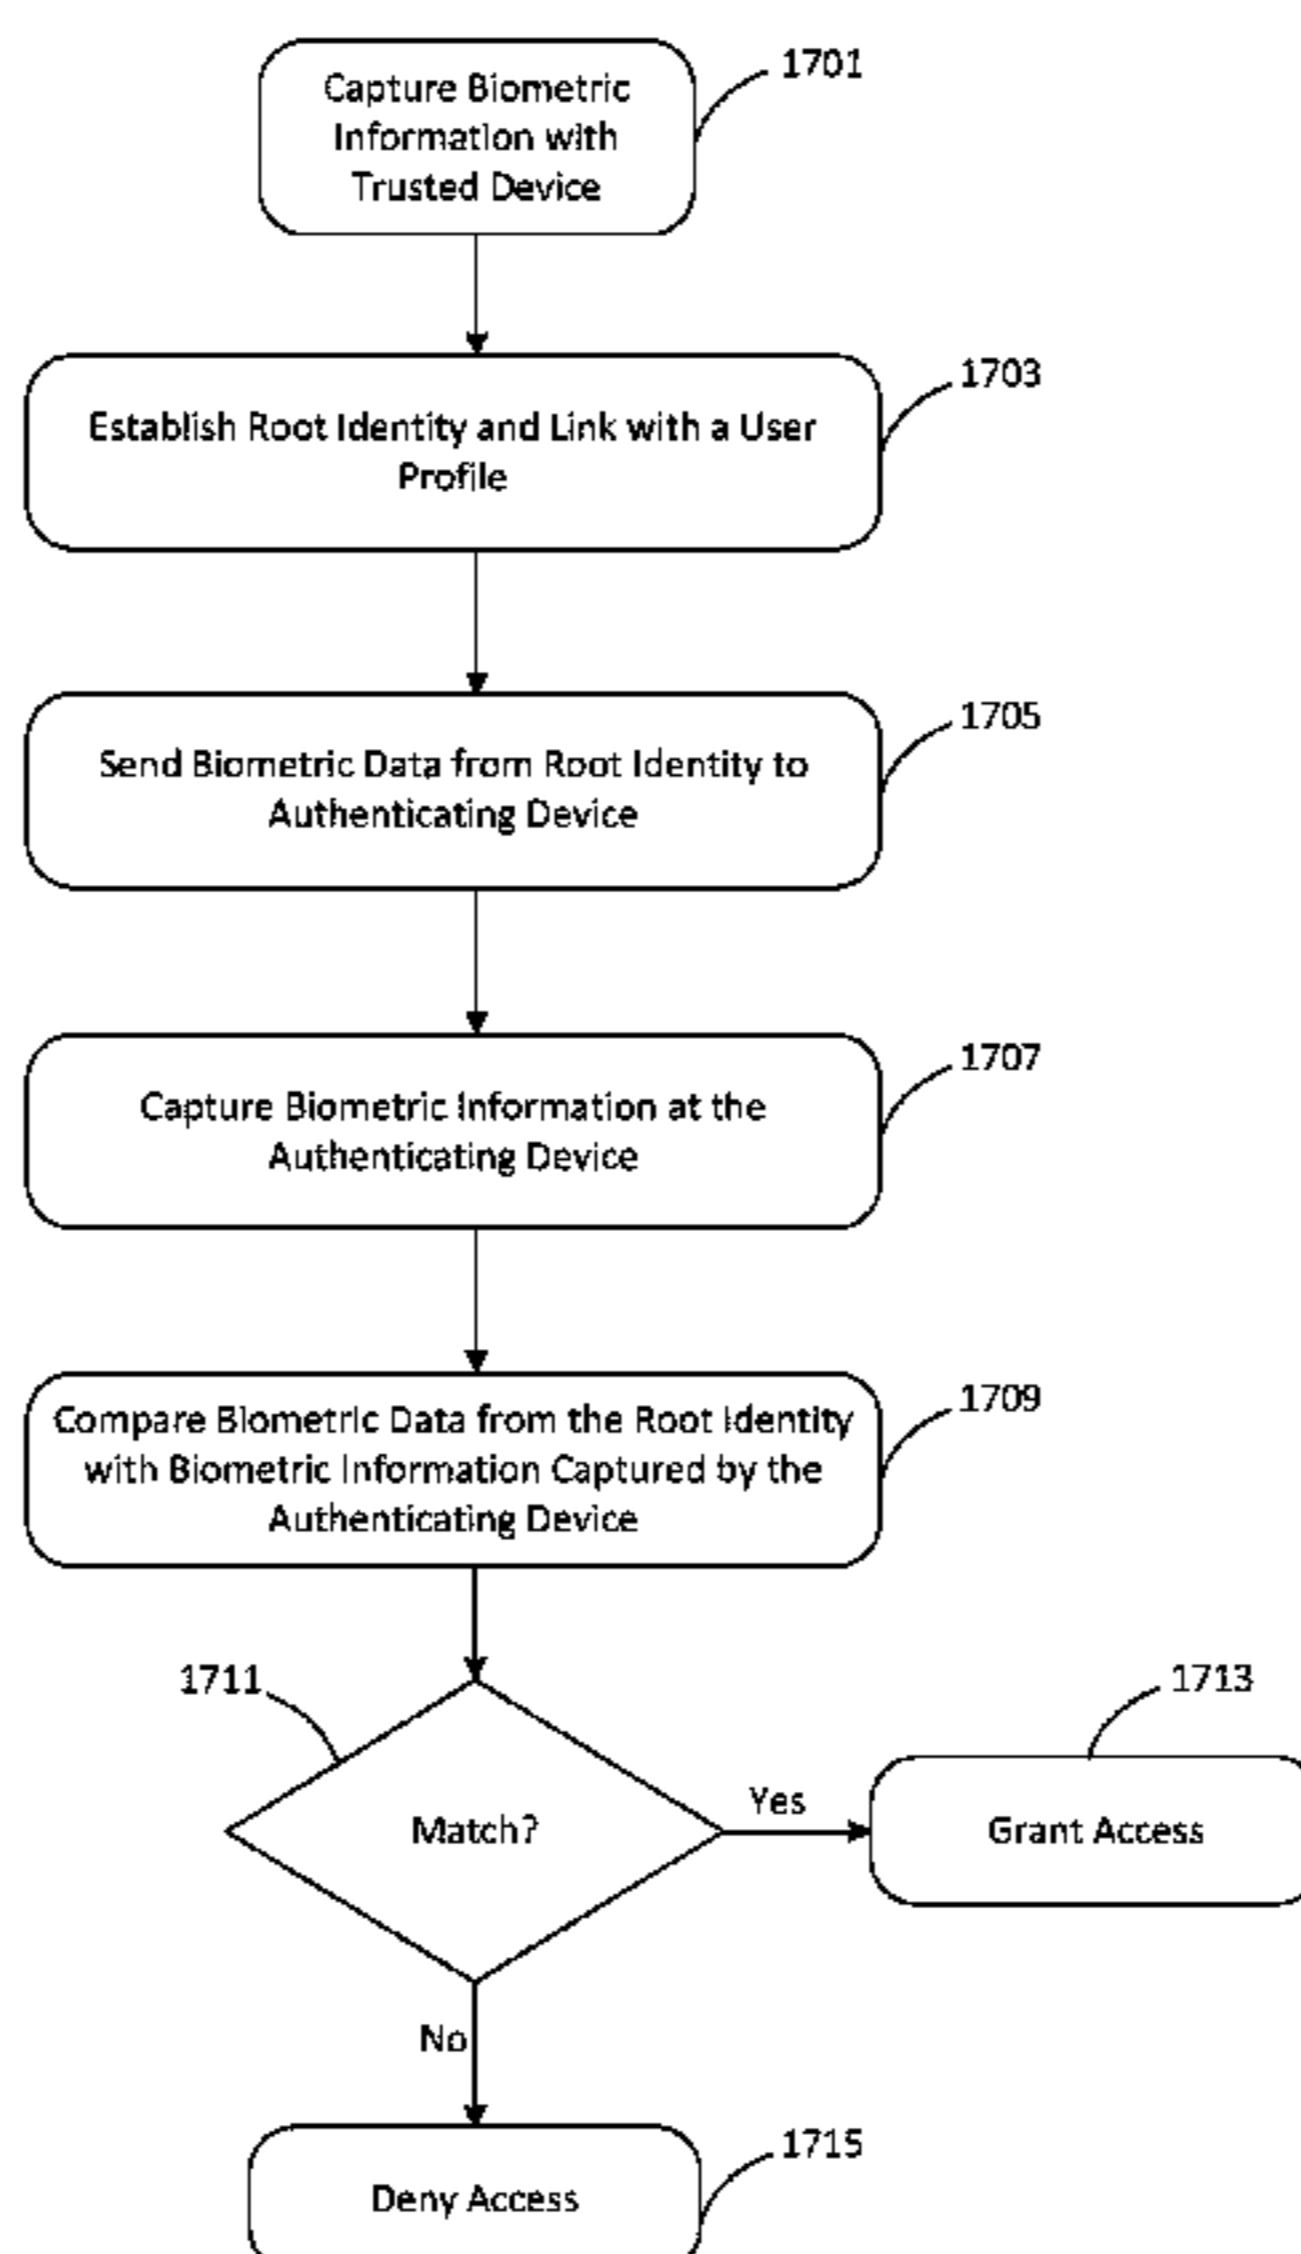 Capture Biometric
Information with
Trusted Device
1701
Establish Root Identity and Link with a User
Profile
1703
Send Biometric Data from Root Identity to
Authenticating Device
1705
Capture Biometric Information at the
Authenticating Device
1707
Compare Biometric Data from the Root Identity
with Biometric Information Captured by the
Authenticating Device
1709
1711
Match?
Yes
1713
Grant Access
No
1715
Deny Access